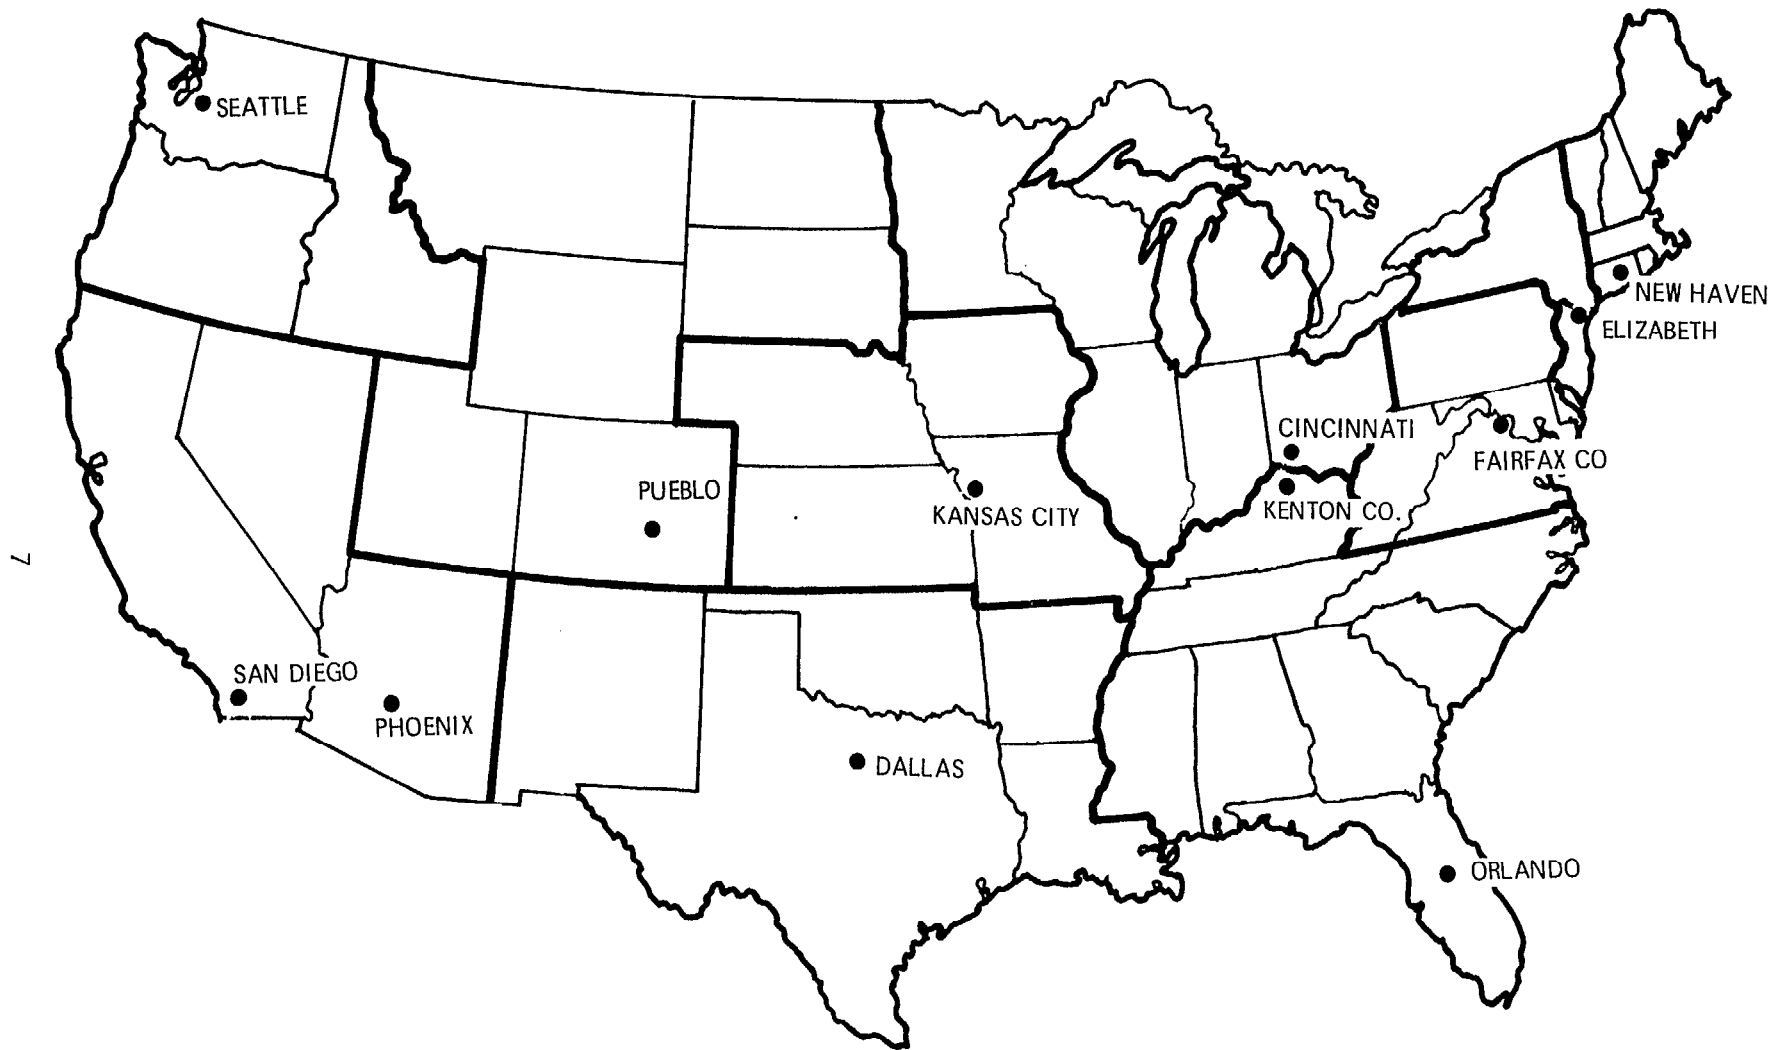 SEATTLE
NEW HAVEN
ELIZABETH
CINCINNATI
FAIRFAX CO
PUEBLO
KANSAS CITY
KENTON CO.
7
SAN DIEGO
PHOENIX
DALLAS
ORLANDO